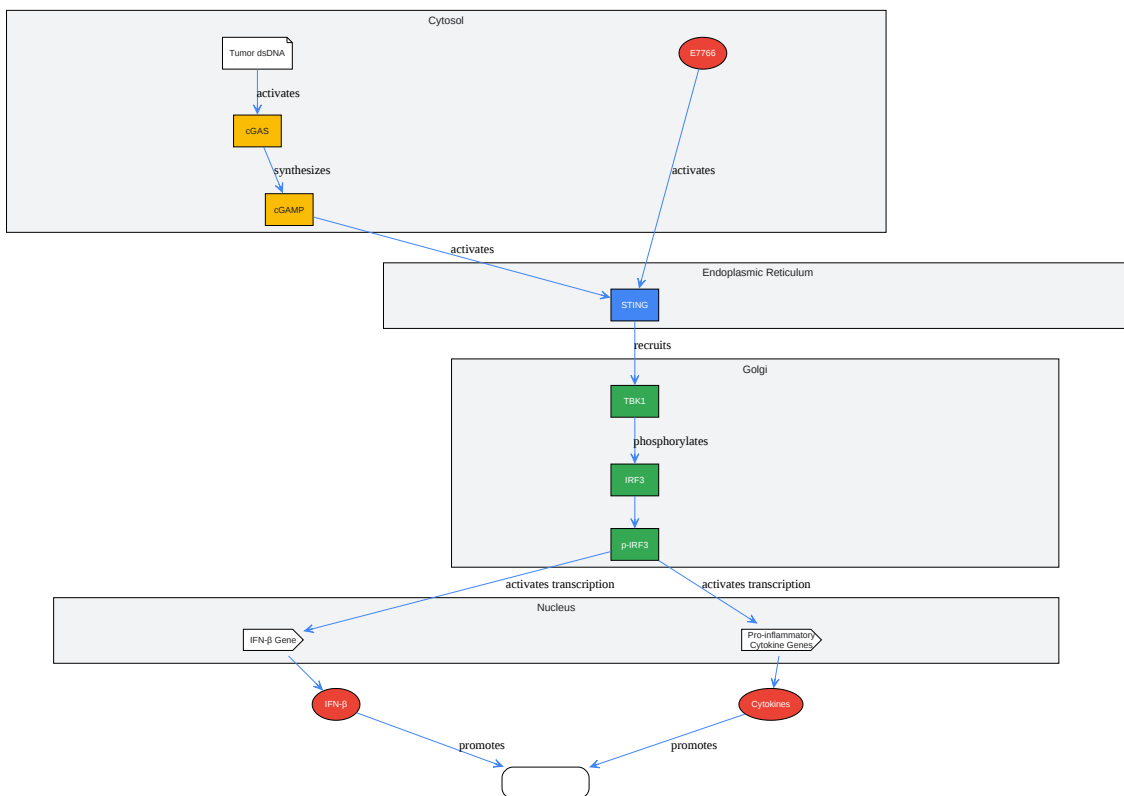 Cytosol
Tumor dsDNA
E7766
activates
cGAS
synthesizes
activates
cGAMP
activates
Endoplasmic Reticulum
STING
recruits
Golgi
TBK1
phosphorylates
IRF3
p-IRF3
activates transcription
activates transcription
Nucleus
IFN-β Gene
Pro-inflammatory
Cytokine Genes
IFN-β
Cytokines
promotes
promotes